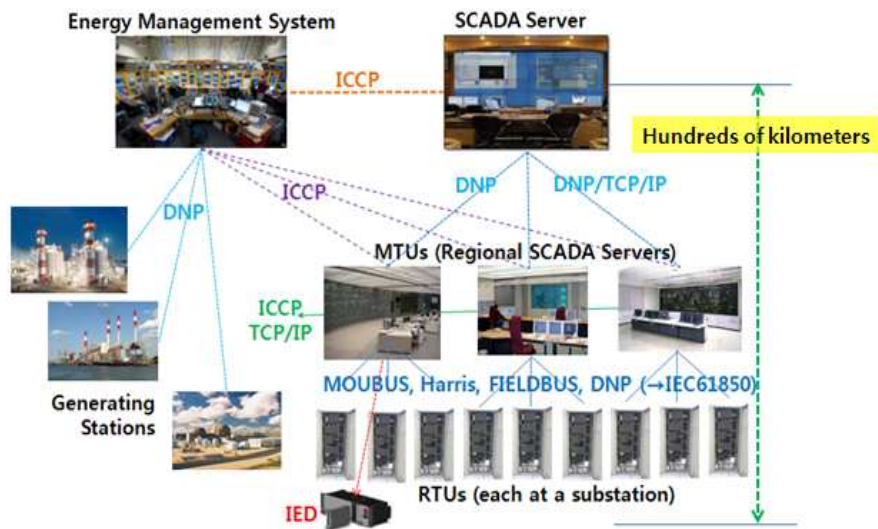 Energy Management System
SCADA Server
ICCP
Hundreds of kilometers
DNP
ICCP
DNP
DNP/TCP/IP
MTUs (Regional SCADA Servers)
ICCP
TCP/IP
MOUBUS, Harris, FIELDBUS, DNP (→IEC61850)
Generating
Stations
RTUs (each at a substation)
IED